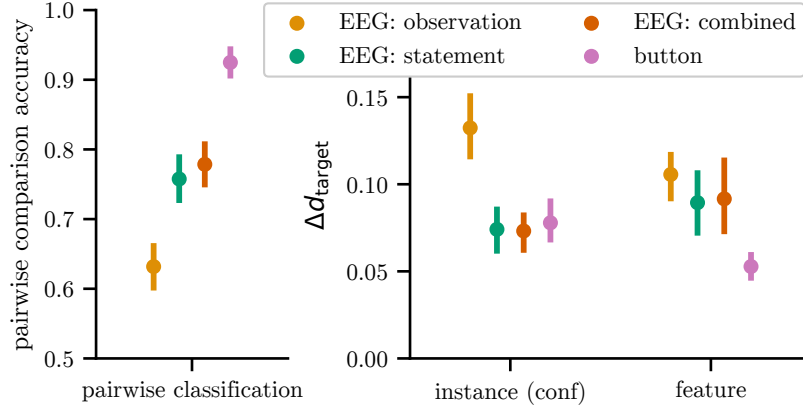 EEG: observation
EEG: combined
EEG: statement
button
pairwise comparison accuracy
1.0
0.9
0.8
0.7
0.6
0.5
pairwise classification
Δd_target
0.15
0.10
0.05
0.00
instance (conf)
feature